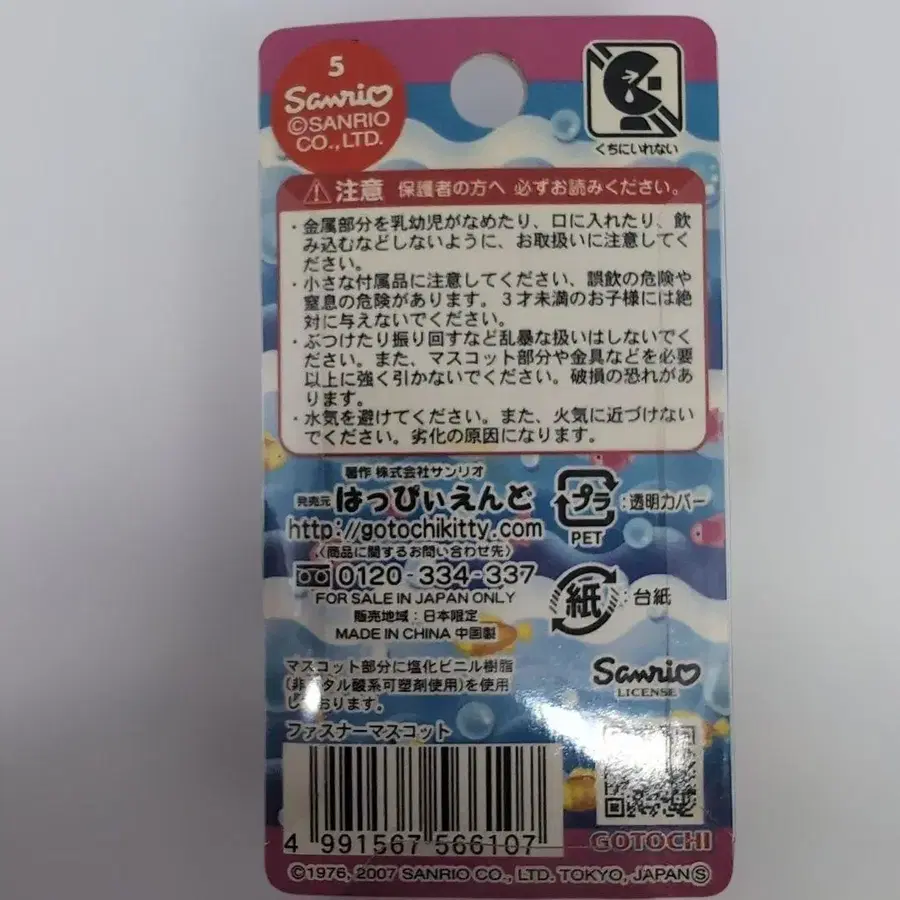 5
Sanrio
©SANRIO
CO., LTD.
くちにいれない
注意 保護者の方へ 必ずお読みください。
・金属部分を乳幼児がなめたり、口に入れたり、飲
み込むなどしないように、お取扱いに注意してく
ださい。
・小さな付属品に注意してください、誤飲の危険や
窒息の危険があります。3才未満のお子様には絶
対に与えないでください。
・ぶつけたり振り回すなど乱暴な扱いはしないでく
ださい。また、マスコット部分や金具などを必要
以上に強く引かないでください。破損の恐れがあ
ります。
・水気を避けてください。また、火気に近づけない
でください。劣化の原因になります。
著作 株式会社サンリオ
発売元 はっぴぃえんど
http://gotochikitty.com
〈商品に関するお問い合わせ先〉
0120-334-337
FOR SALE IN JAPAN ONLY
販売地域：日本限定
MADE IN CHINA 中国製
プラ
PET
：透明カバー
紙
：台紙
マスコット部分に塩化ビニル樹脂
(非 タル酸系可塑剤使用)を使用
し おります。
ファスナーマスコット
Sanrio
LICENSE
4 991567 566107
GOTOCHI
©1976, 2007 SANRIO CO., LTD. TOKYO, JAPAN Ⓢ